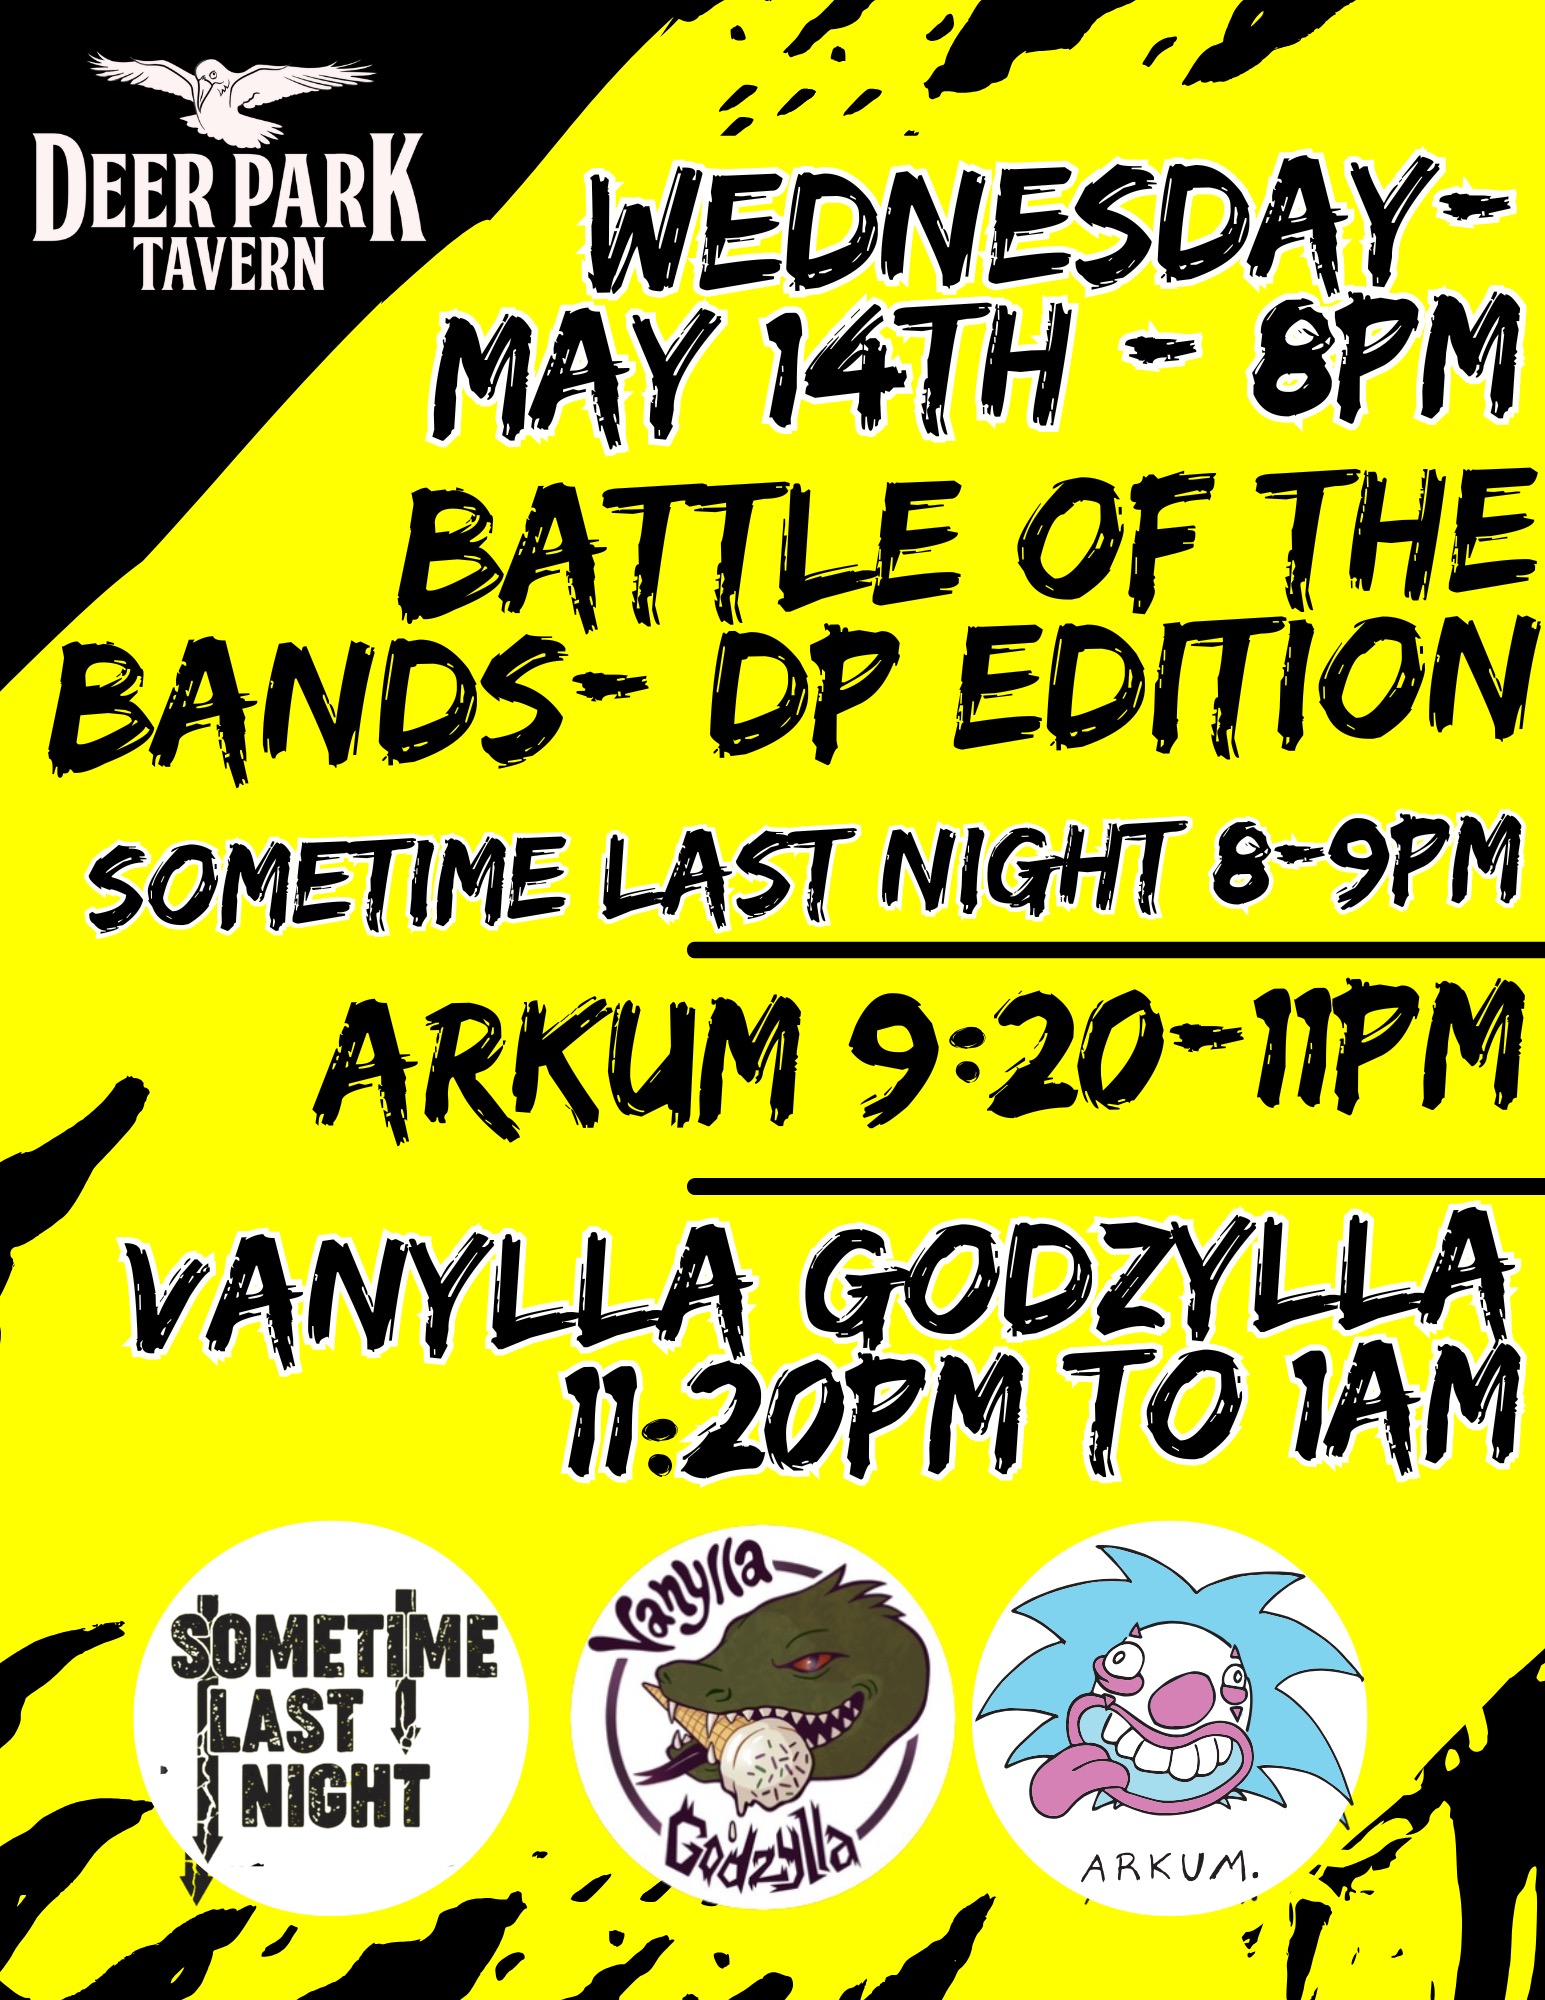 DEER PARK
TAVERN
WEDNESDAY-
MAY 14TH - 8PM
BATTLE OF THE
BANDS- DP EDITION
SOMETIME LAST NIGHT 8-9PM
ARKUM 9:20-11PM
VANYLLA GODZYLLA
11:20PM TO 1AM
SOMETIME
LAST
NIGHT
Vanylla
Godzylla
ARKUM.